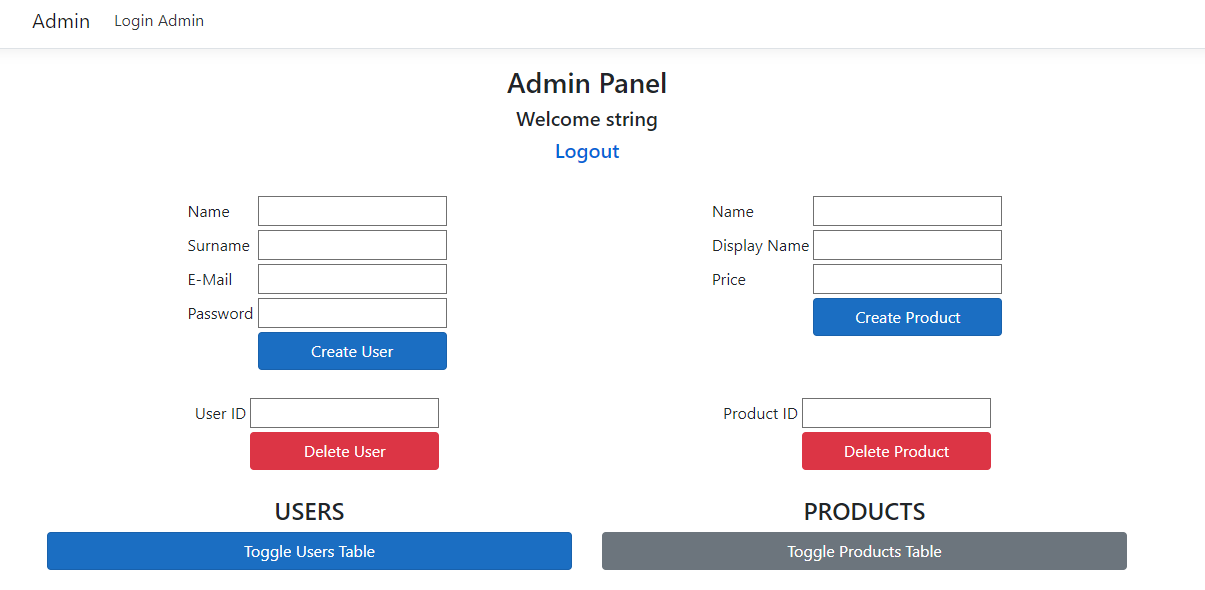 Admin Login Admin
Admin Panel
Welcome string
Logout
Name
Surname
E-Mail
Password
Create User
Name
Display Name
Price
Create Product
User ID
Delete User
Product ID
Delete Product
USERS
Toggle Users Table
PRODUCTS
Toggle Products Table